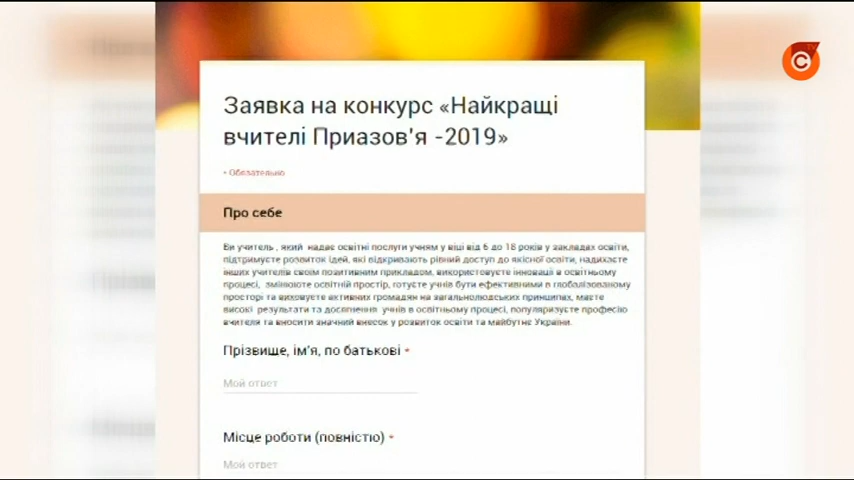 Заявка на конкурс «Найкращі
вчителі Приазов'я -2019»
* Обязательно
Про себе
Ви учитель , який надає освітні послуги учням у віці від 6 до 18 років у закладах освіти,
підтримуєте розвиток ідей, які відкривають рівний доступ до якісної освіти, надихаєте
інших учителів своїм позитивним прикладом, використовуєте інновації в освітньому
процесі, змінюєте освітній простір, готуєте учнів бути ефективними в глобалізованому
просторі та виховуєте активних громадян на загальнолюдських принципах, маєте
високі результати та досягнення учнів в освітньому процесі, популяризуєте професію
вчителя та вносити значний внесок у розвиток освіти та майбутнє України.
Прізвище, ім'я, по батькові *
Мой ответ
Місце роботи (повністю) *
Мой ответ
C TV